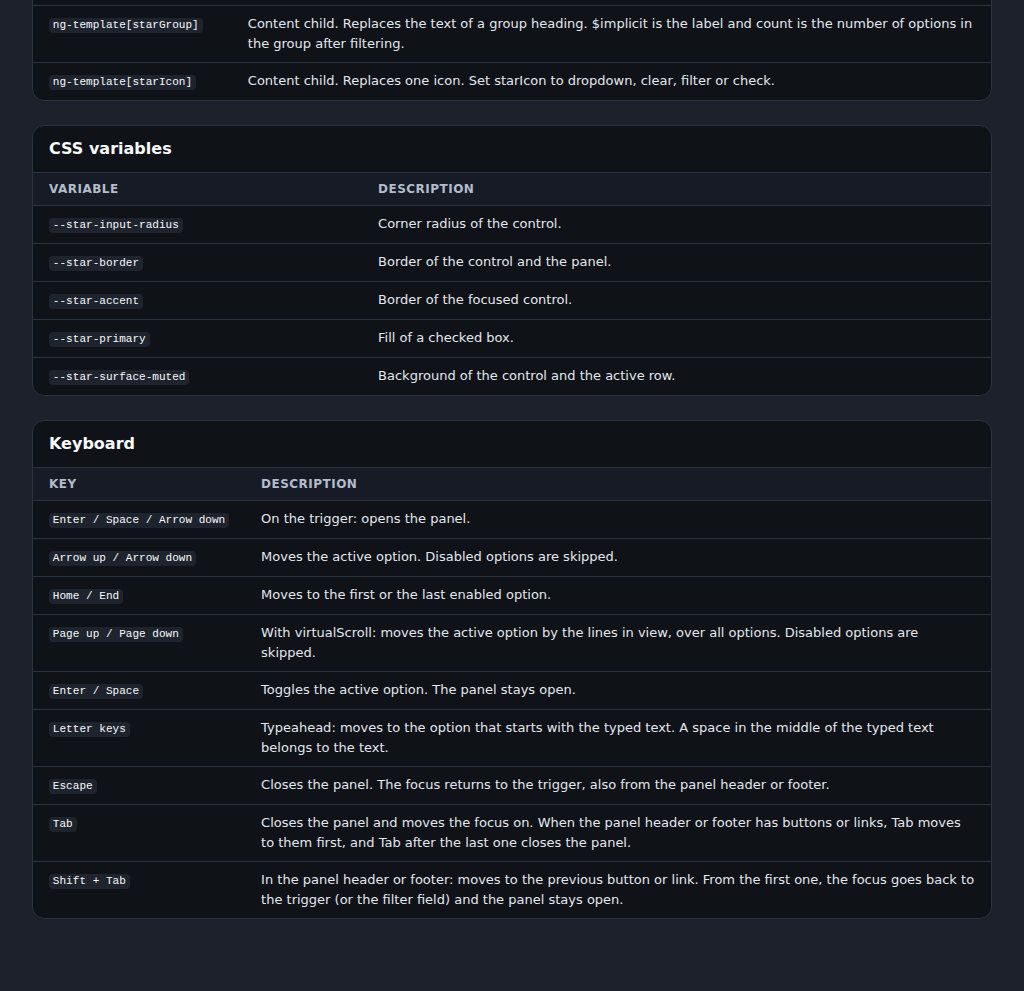 ng-template[starGroup] Content child. Replaces the text of a group heading. $implicit is the label and count is the number of options in
the group after filtering.
ng-template[starIcon] Content child. Replaces one icon. Set starIcon to dropdown, clear, filter or check.
CSS variables
VARIABLE DESCRIPTION
--star-input-radius Corner radius of the control.
--star-border Border of the control and the panel.
--star-accent Border of the focused control.
--star-primary Fill of a checked box.
--star-surface-muted Background of the control and the active row.
Keyboard
KEY DESCRIPTION
Enter / Space / Arrow down On the trigger: opens the panel.
Arrow up / Arrow down Moves the active option. Disabled options are skipped.
Home / End Moves to the first or the last enabled option.
Page up / Page down With virtualScroll: moves the active option by the lines in view, over all options. Disabled options are
skipped.
Enter / Space Toggles the active option. The panel stays open.
Letter keys Typeahead: moves to the option that starts with the typed text. A space in the middle of the typed text
belongs to the text.
Escape Closes the panel. The focus returns to the trigger, also from the panel header or footer.
Tab Closes the panel and moves the focus on. When the panel header or footer has buttons or links, Tab moves
to them first, and Tab after the last one closes the panel.
Shift + Tab In the panel header or footer: moves to the previous button or link. From the first one, the focus goes back to
the trigger (or the filter field) and the panel stays open.